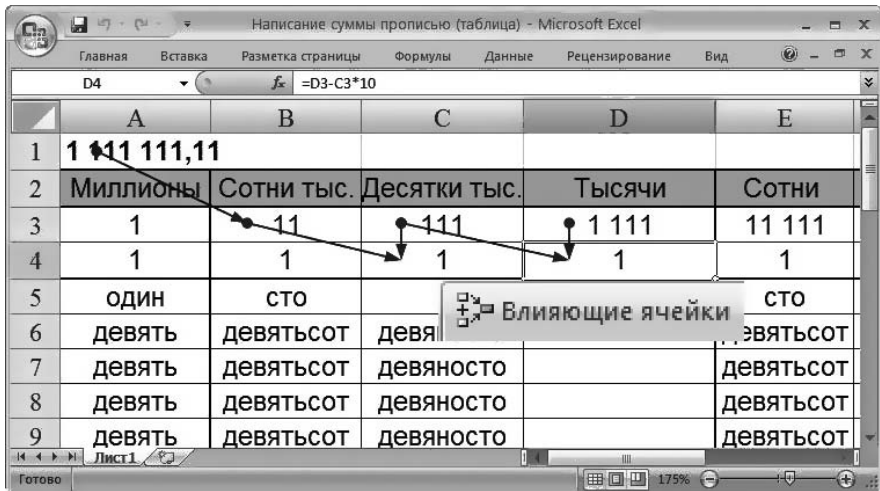 Написание суммы прописью (таблица) - Microsoft Excel
Главная Вставка Разметка страницы Формулы Данные Рецензирование Вид
D4 fx =D3-C3*10
A B C D E
1 1 111 111,11
2 Миллионы Сотни тыс. Десятки тыс. Тысячи Сотни
3 1 11 111 1 111 11 111
4 1 1 1 1 1
5 один сто сто
Влияющие ячейки
6 девять девятьсот
7 девять девятьсот девяносто девятьсот
8 девять девятьсот девяносто девятьсот
9 девять девятьсот девяносто девятьсот
Лист1
Готово 175%